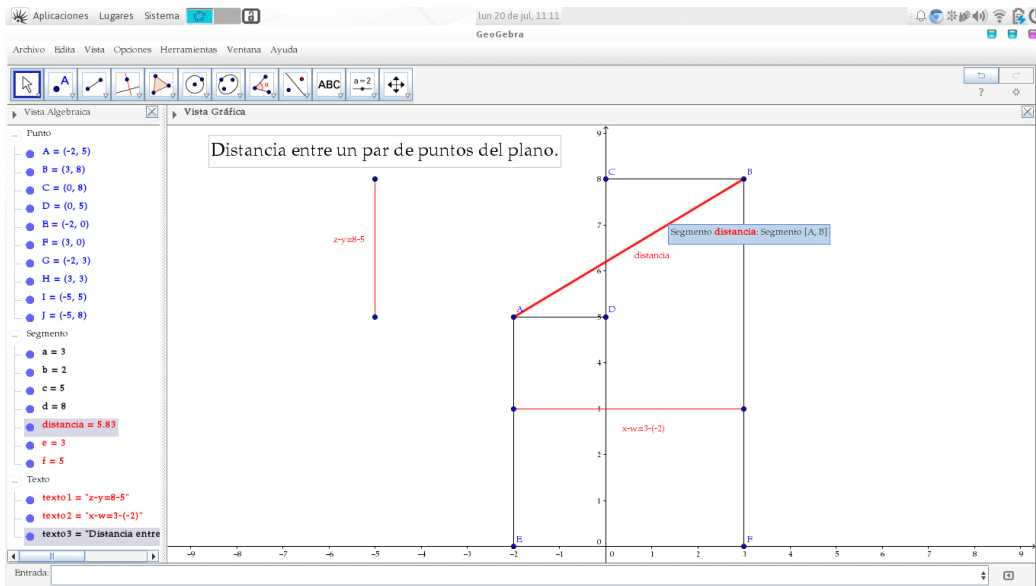 Aplicaciones Lugares Sistema
lun 20 de jul, 11:11
GeoGebra
Archivo Edita Vista Opciones Herramientas Ventana Ayuda
A ABC a=2
?
Vista Algebraica
Vista Gráfica
Punto
A = (-2, 5)
B = (3, 8)
C = (0, 8)
D = (0, 5)
E = (-2, 0)
F = (3, 0)
G = (-2, 3)
H = (3, 3)
I = (-5, 5)
J = (-5, 8)
Segmento
a = 3
b = 2
c = 5
d = 8
distancia = 5.83
e = 3
f = 5
Texto
texto1 = "z-y=8-5"
texto2 = "x-w=3-(-2)"
texto3 = "Distancia entre
Distancia entre un par de puntos del plano.
9
8
C
B
7
z-y=8-5
Segmento distancia: Segmento [A, B]
distancia
6
A
5
D
4
3
x-w=3-(-2)
2
1
0
E
F
-9 -8 -7 -6 -5 -4 -3 -2 -1 0 1 2 3 4 5 6 7 8 9
Entrada: